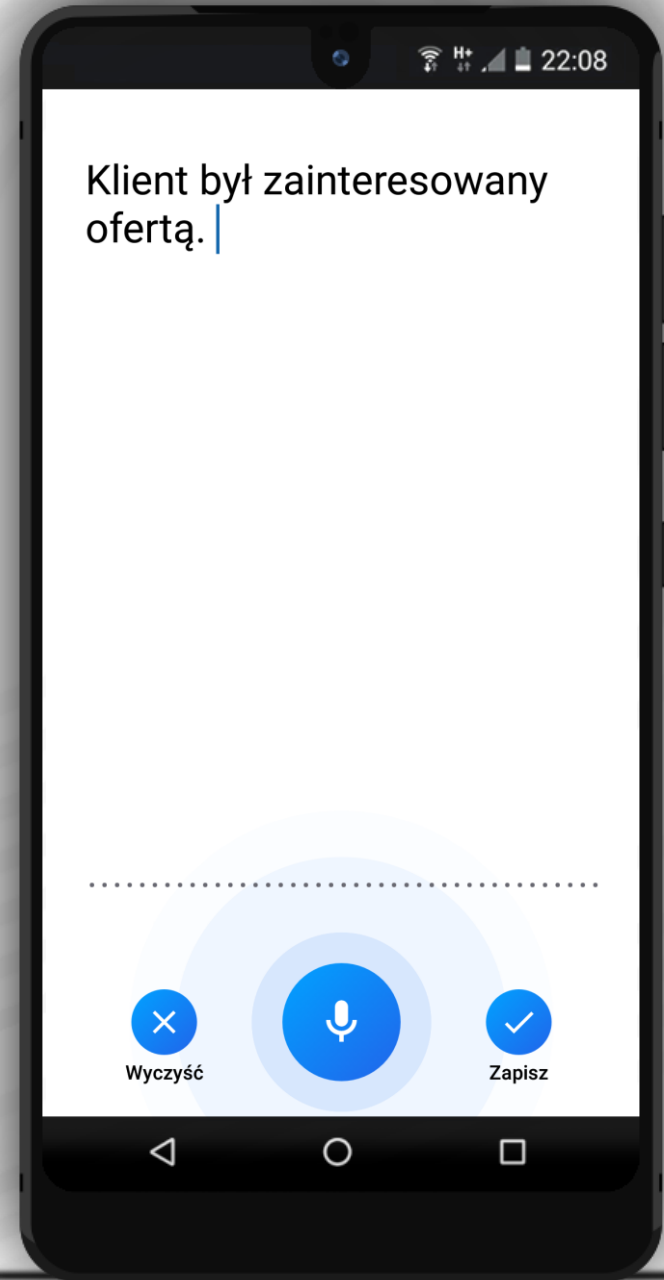 H+ 22:08
Klient był zainteresowany
ofertą.
Wyczyść
Zapisz